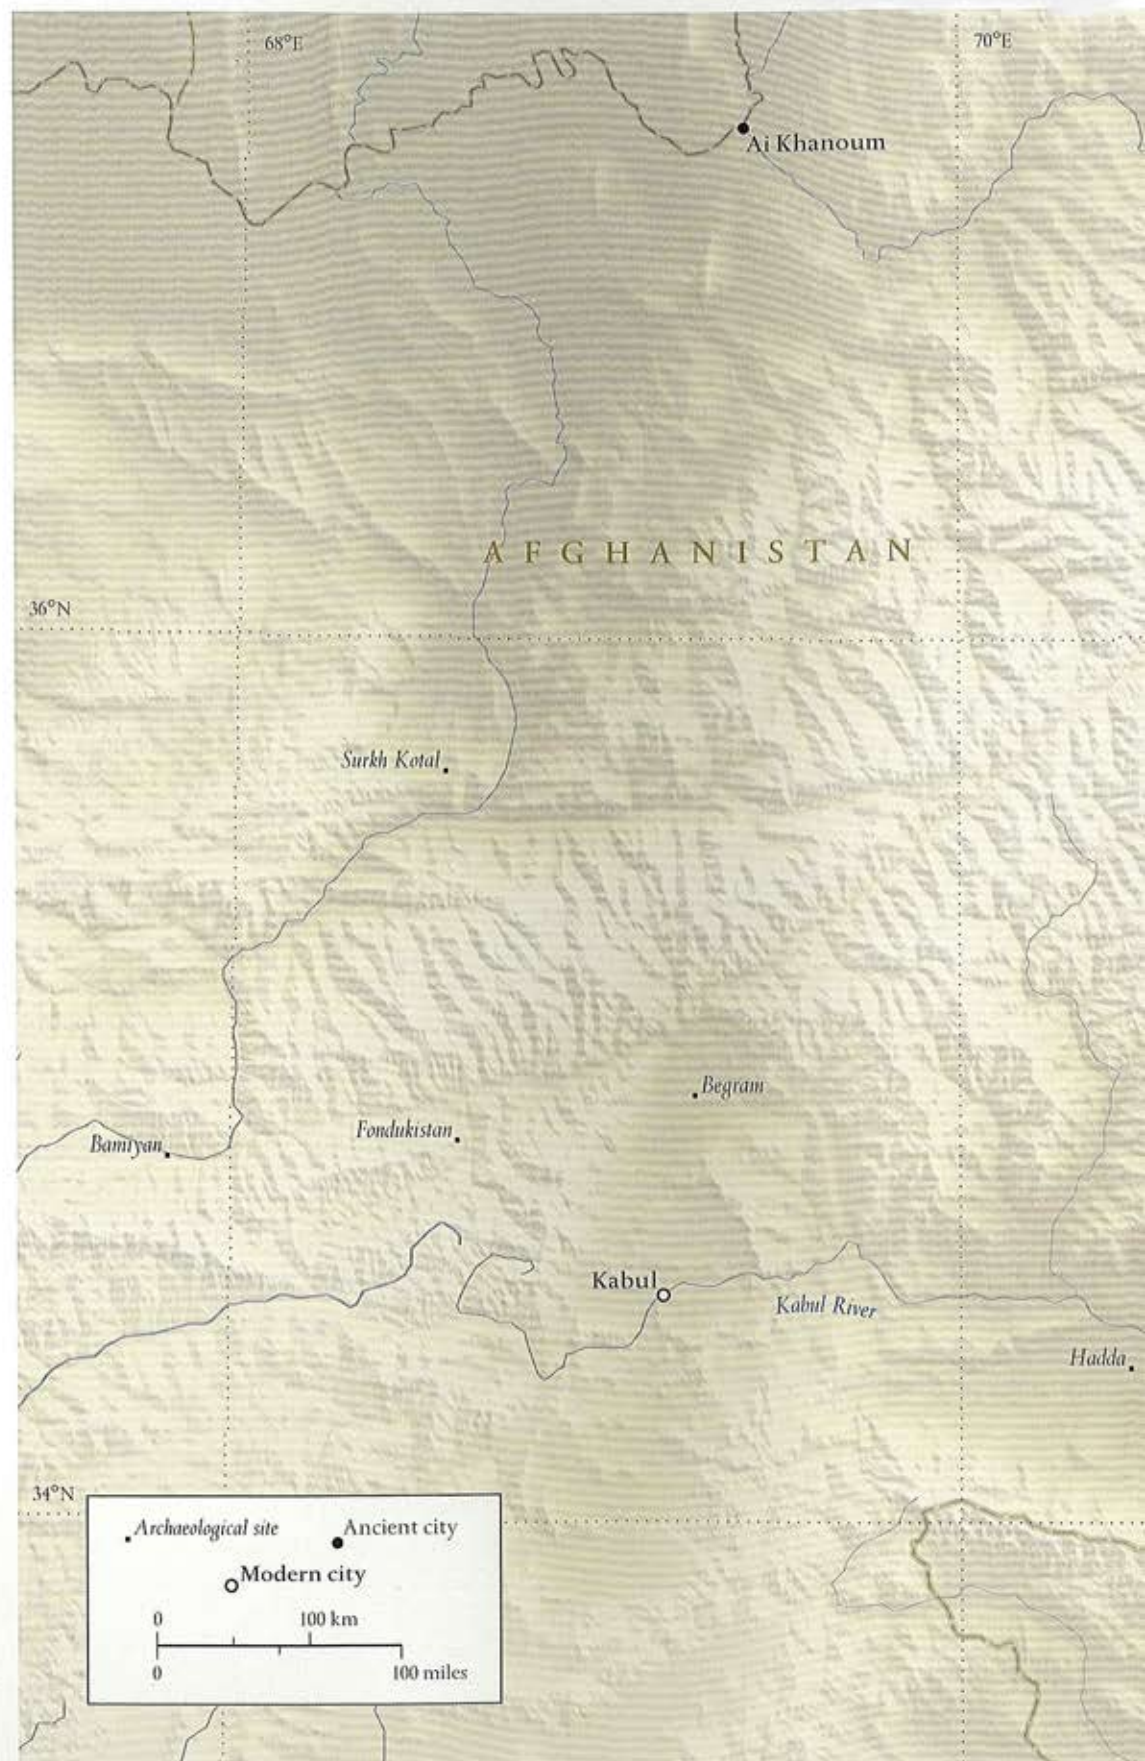 68°E
70°E
Ai Khanoum
AFGHANISTAN
36°N
Surkh Kotal
Begram
Fondukistan
Bamiyan
Kabul
Kabul River
Hadda
34°N
Archaeological site
Ancient city
Modern city
0 100 km
0 100 miles